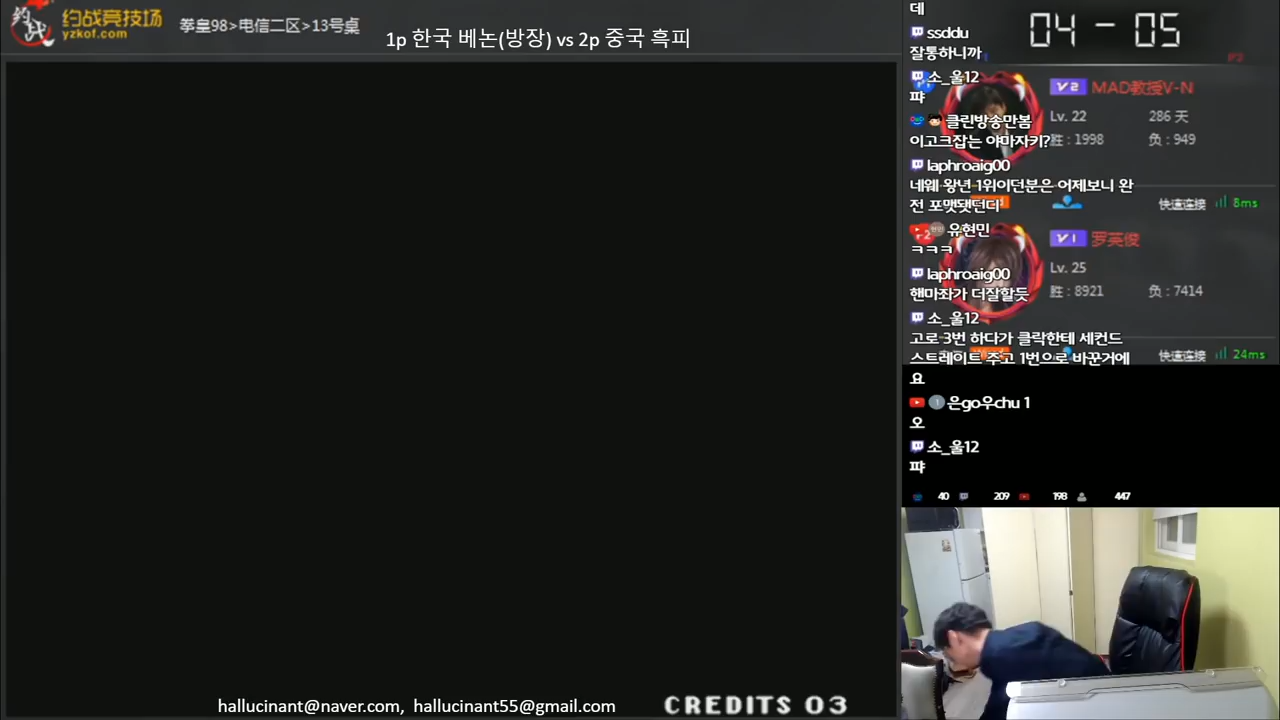 约战
约战竞技场
yzkof.com
拳皇98>电信二区>13号桌
1p 한국 베논(방장) vs 2p 중국 흑피
데
ssddu
잘통하니까
소_울12
퍄
클린방송만봄
이고크잡는 야마자키?
laphroaig00
네웨 왕년 1위이던분은 어제보니 완
전 포맷됏던디
유현민
ㅋㅋㅋ
laphroaig00
핸마좌가 더잘할듯
소_울12
고로 3번 하다가 클락한테 세컨드
스트레이트 주고 1번으로 바꾼거에
요
은go우chu 1
오
소_울12
퍄
40 209 198 447
04 - 05
P2
V2 MAD教授V-N
Lv. 22 286 天
胜：1998 负：949
快速连接 8ms
P2
V1 罗英俊
Lv. 25
胜：8921 负：7414
快速连接 24ms
hallucinant@naver.com, hallucinant55@gmail.com
CREDITS 03